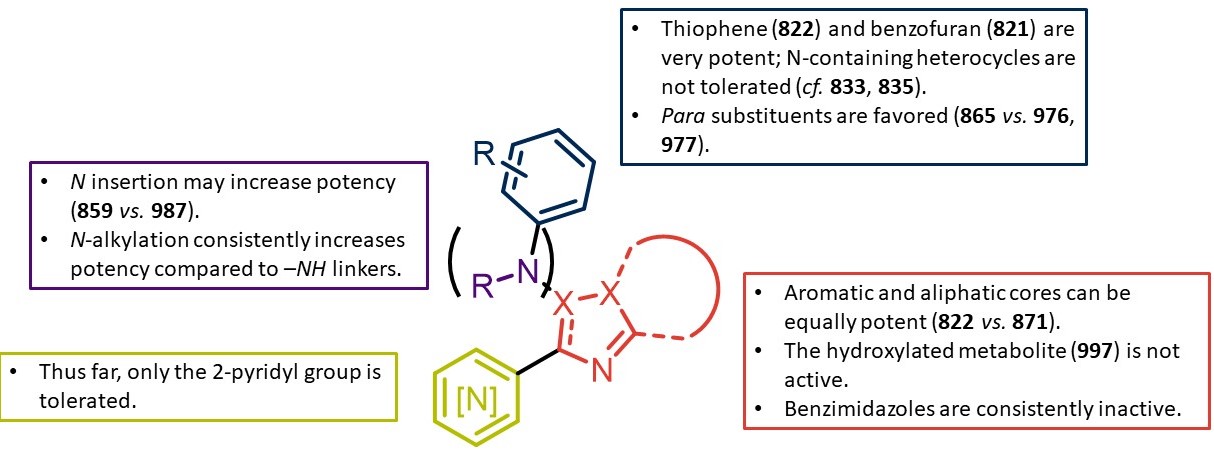 • Thiophene (822) and benzofuran (821) are
very potent; N-containing heterocycles are
not tolerated (cf. 833, 835).
• Para substituents are favored (865 vs. 976,
977).
• N insertion may increase potency
(859 vs. 987).
• N-alkylation consistently increases
potency compared to –NH linkers.
R
( R N )
X X
N
[N]
• Aromatic and aliphatic cores can be
equally potent (822 vs. 871).
• The hydroxylated metabolite (997) is not
active.
• Benzimidazoles are consistently inactive.
• Thus far, only the 2-pyridyl group is
tolerated.